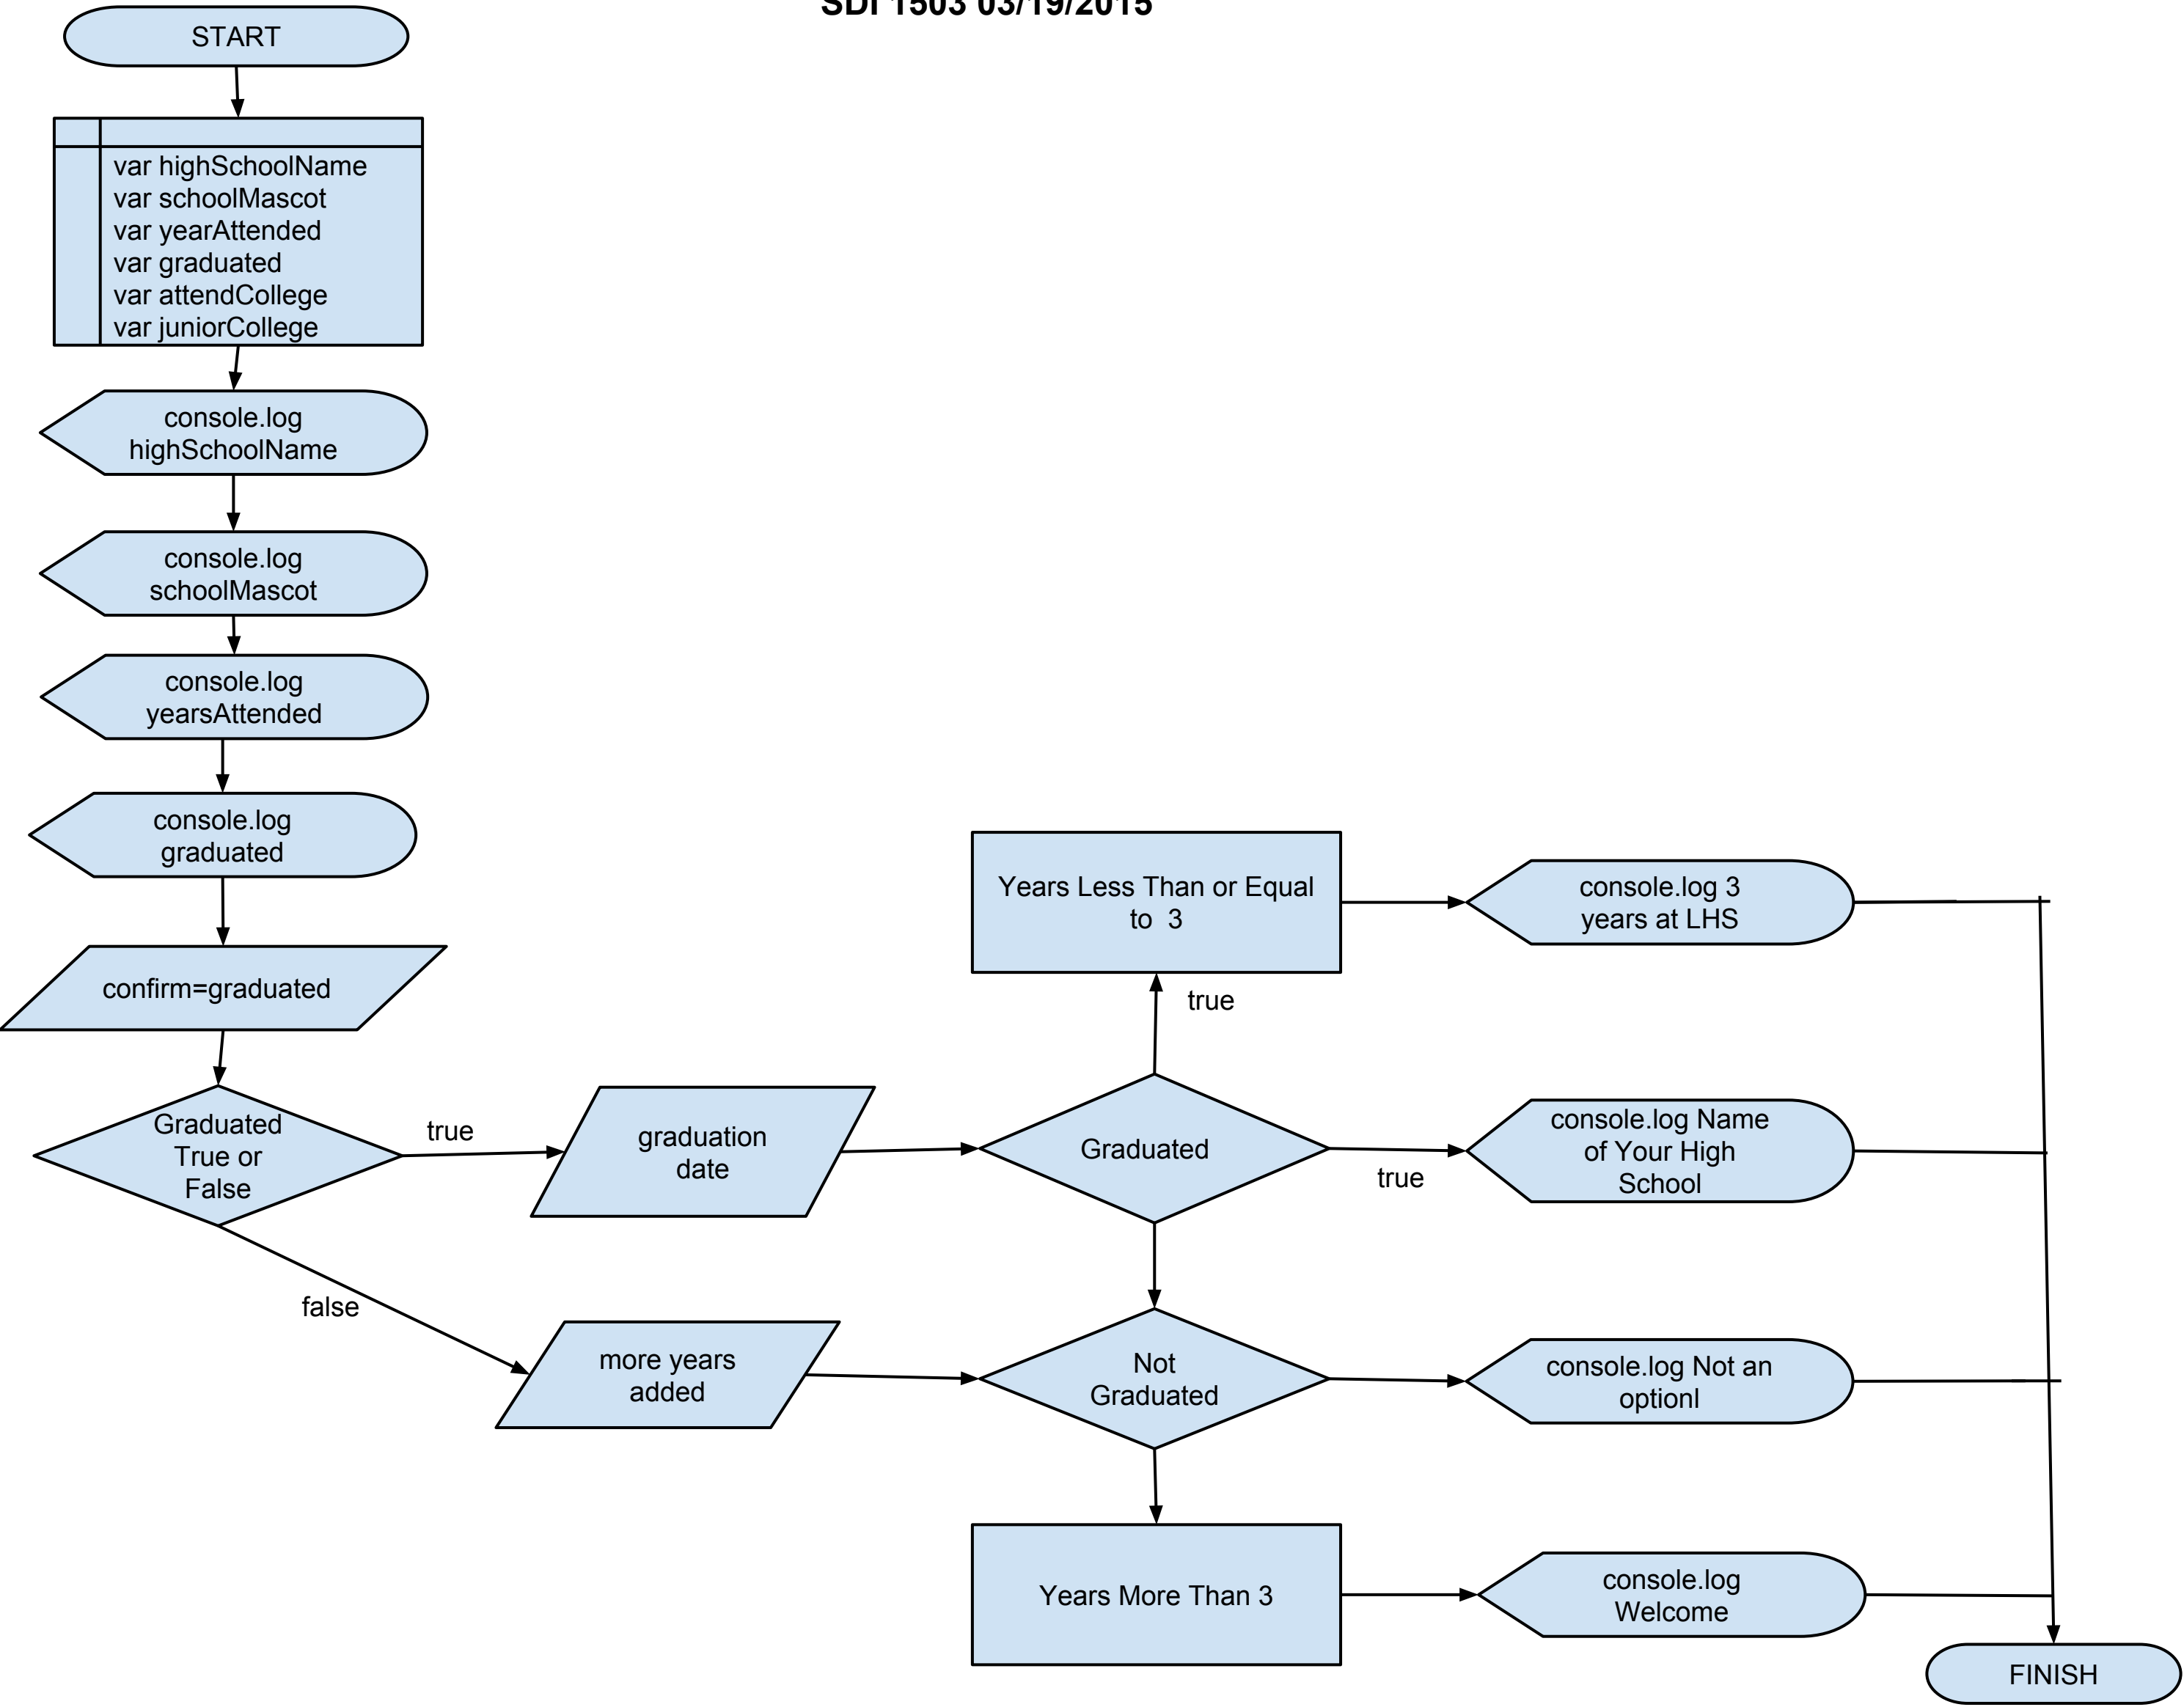 SDI 1503 03/19/2015
START
var highSchoolName
var schoolMascot
var yearAttended
var graduated
var attendCollege
var juniorCollege
console.log
highSchoolName
console.log
schoolMascot
console.log
yearsAttended
console.log
graduated
confirm=graduated
Graduated
True or
False
true
false
graduation
date
more years
added
Years Less Than or Equal
to 3
true
Graduated
true
Not
Graduated
Years More Than 3
console.log 3
years at LHS
console.log Name
of Your High
School
console.log Not an
optionl
console.log
Welcome
FINISH